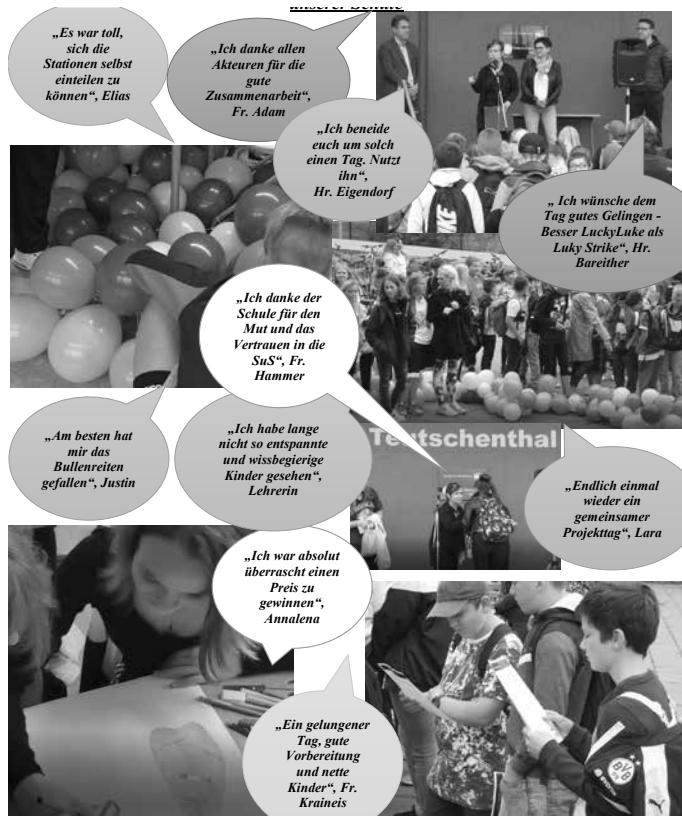 unserer Schule
„Es war toll,
sich die
Stationen selbst
einteilen zu
können“, Elias
„Ich danke allen
Akteuren für die
gute
Zusammenarbeit“,
Fr. Adam
„Ich beneide
euch um solch
einen Tag. Nutzt
ihn“,
Hr. Eigendorf
„ Ich wünsche dem
Tag gutes Gelingen -
Besser LuckyLuke als
Luky Strike“, Hr.
Bareither
„Ich danke der
Schule für den
Mut und das
Vertrauen in die
SuS“, Fr.
Hammer
„Am besten hat
mir das
Bullenreiten
gefallen“, Justin
„Ich habe lange
nicht so entspannte
und wissbegierige
Kinder gesehen“,
Lehrerin
Teutschenthal
„Endlich einmal
wieder ein
gemeinsamer
Projekttag“, Lara
„Ich war absolut
überrascht einen
Preis zu
gewinnen“,
Annalena
„Ein gelungener
Tag, gute
Vorbereitung
und nette
Kinder“, Fr.
Kraineis
BVB
09